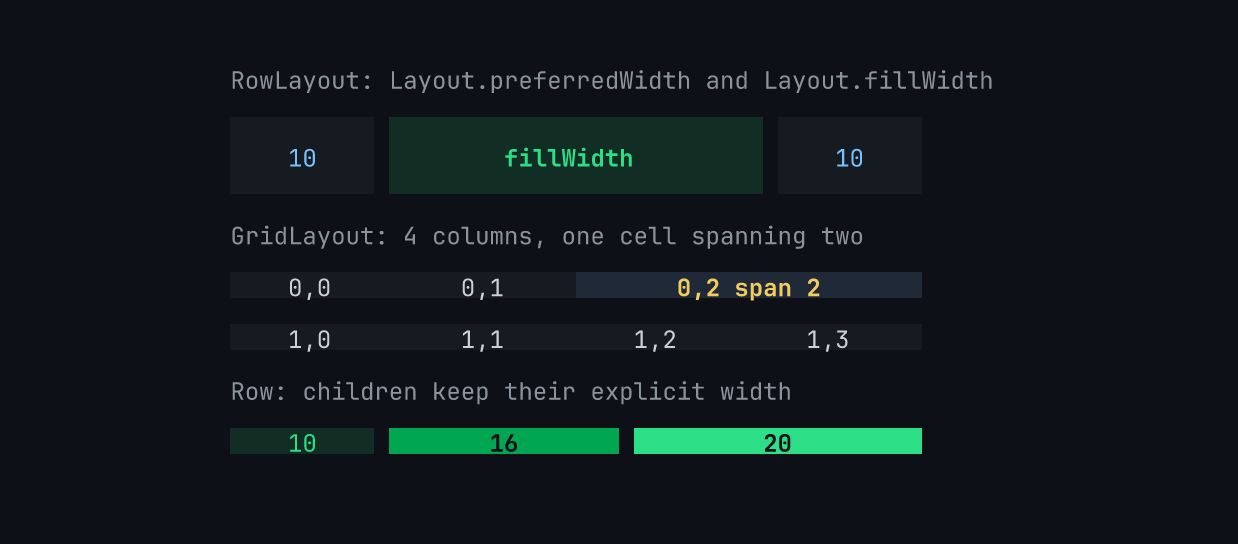 RowLayout: Layout.preferredWidth and Layout.fillWidth
10 fillWidth 10
GridLayout: 4 columns, one cell spanning two
0,0 0,1 0,2 span 2
1,0 1,1 1,2 1,3
Row: children keep their explicit width
10 16 20